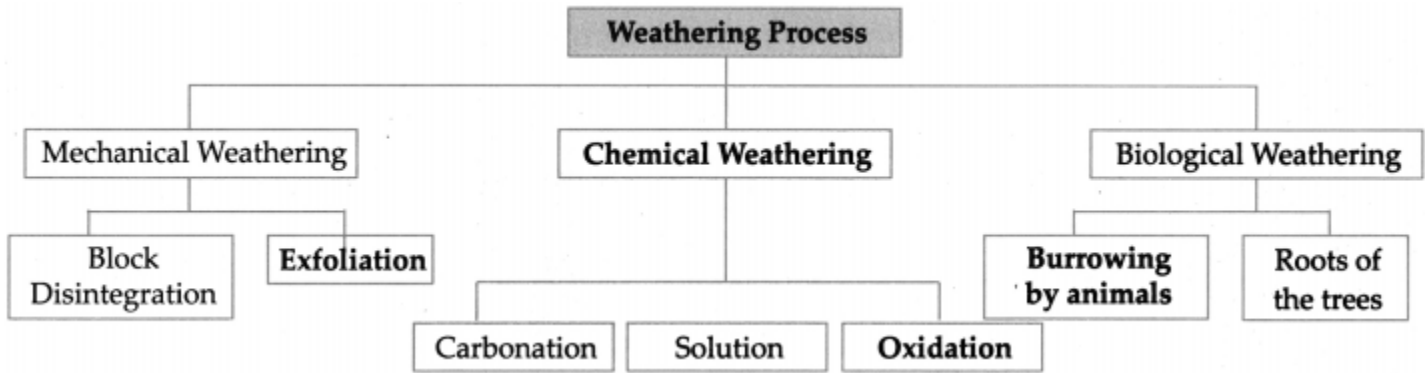 Weathering Process
Mechanical Weathering
Chemical Weathering
Biological Weathering
Block
Disintegration
Exfoliation
Burrowing
by animals
Roots of
the trees
Carbonation
Solution
Oxidation